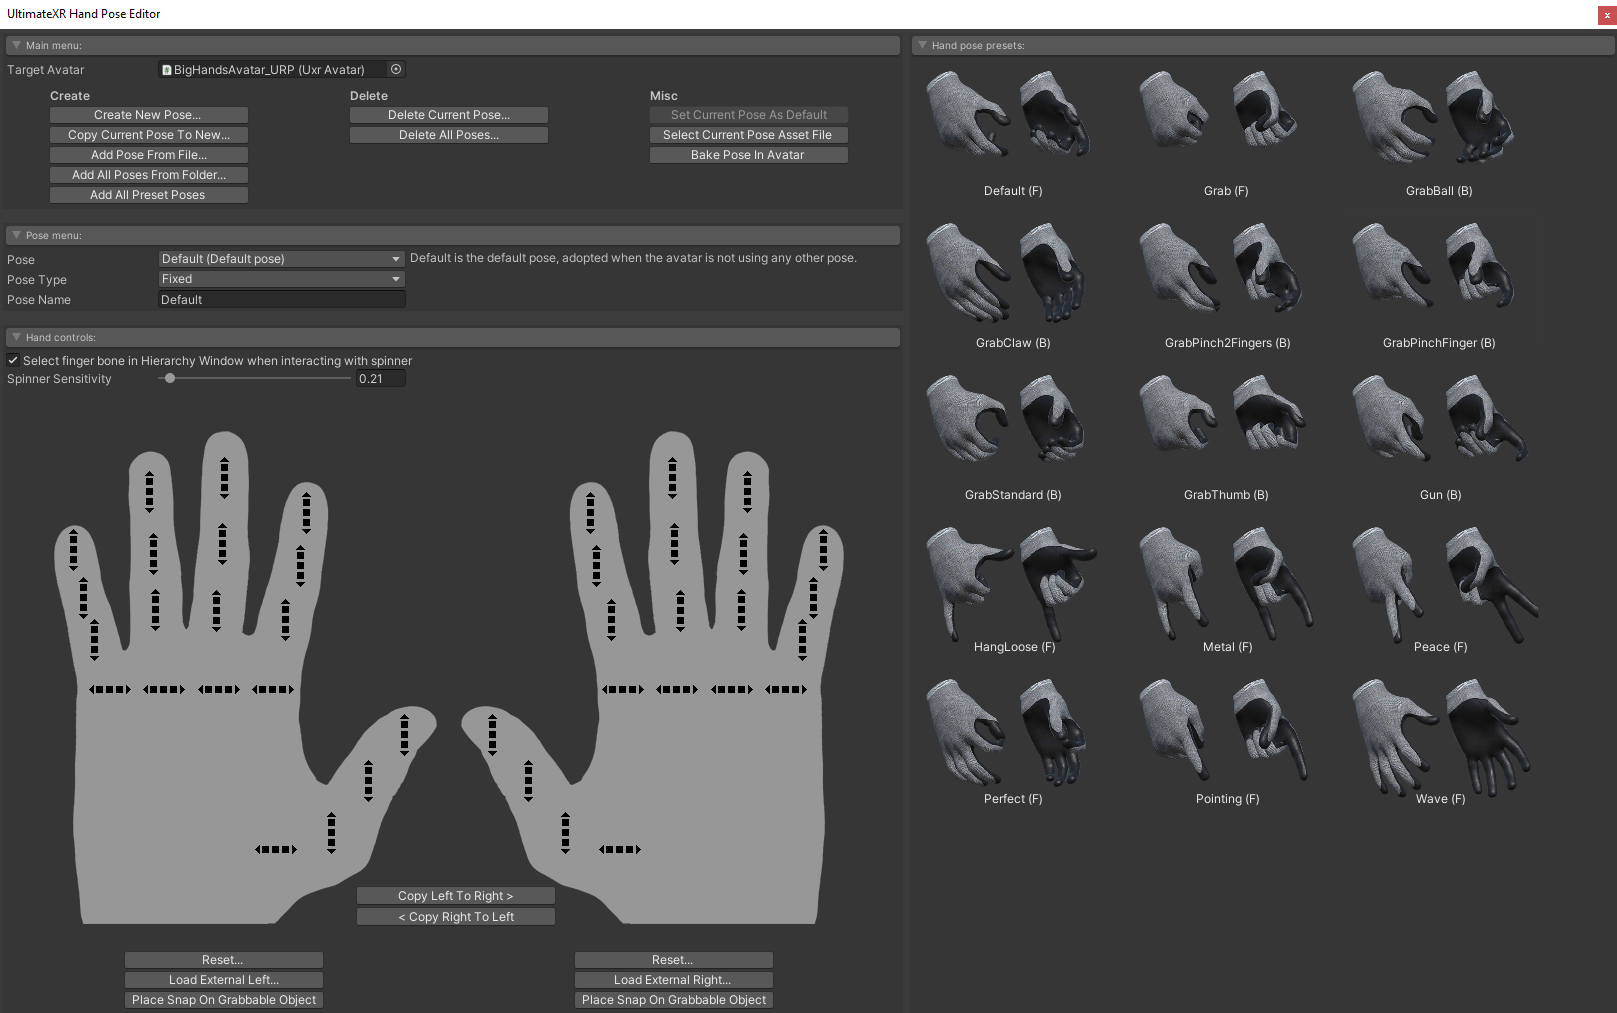 UltimateXR Hand Pose Editor
x
Main menu:
Target Avatar
BigHandsAvatar_URP (Uxr Avatar)
Create
Create New Pose...
Copy Current Pose To New...
Add Pose From File...
Add All Poses From Folder...
Add All Preset Poses
Delete
Delete Current Pose...
Delete All Poses...
Misc
Set Current Pose As Default
Select Current Pose Asset File
Bake Pose In Avatar
Pose menu:
Pose
Default (Default pose)
Default is the default pose, adopted when the avatar is not using any other pose.
Pose Type
Fixed
Pose Name
Default
Hand controls:
Select finger bone in Hierarchy Window when interacting with spinner
Spinner Sensitivity
0.21
Copy Left To Right >
< Copy Right To Left
Reset...
Load External Left...
Place Snap On Grabbable Object
Reset...
Load External Right...
Place Snap On Grabbable Object
Hand pose presets:
Default (F)
Grab (F)
GrabBall (B)
GrabClaw (B)
GrabPinch2Fingers (B)
GrabPinchFinger (B)
GrabStandard (B)
GrabThumb (B)
Gun (B)
HangLoose (F)
Metal (F)
Peace (F)
Perfect (F)
Pointing (F)
Wave (F)